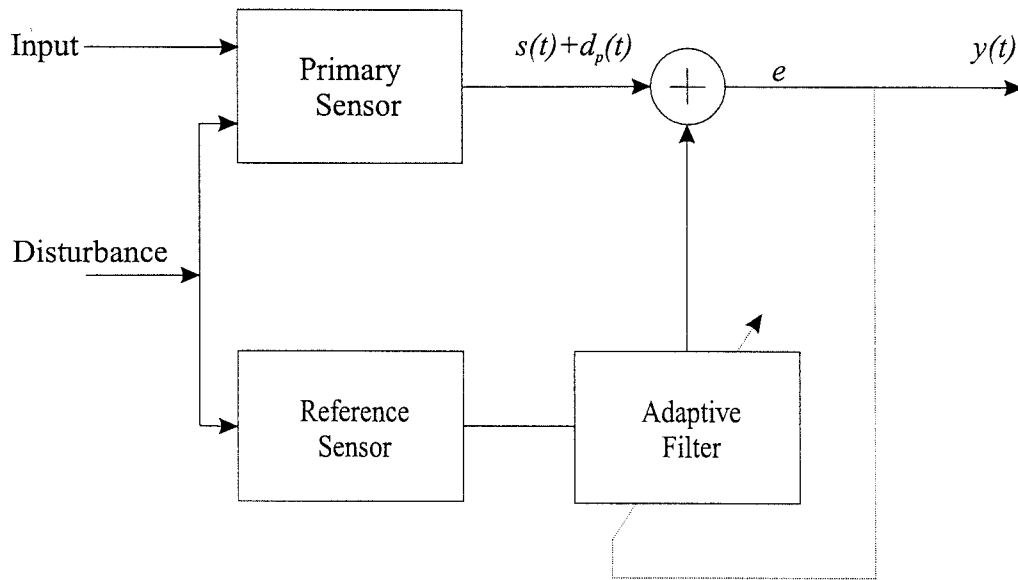 Input
Primary
Sensor
s(t)+d_p(t)
+
e
y(t)
Disturbance
Reference
Sensor
Adaptive
Filter